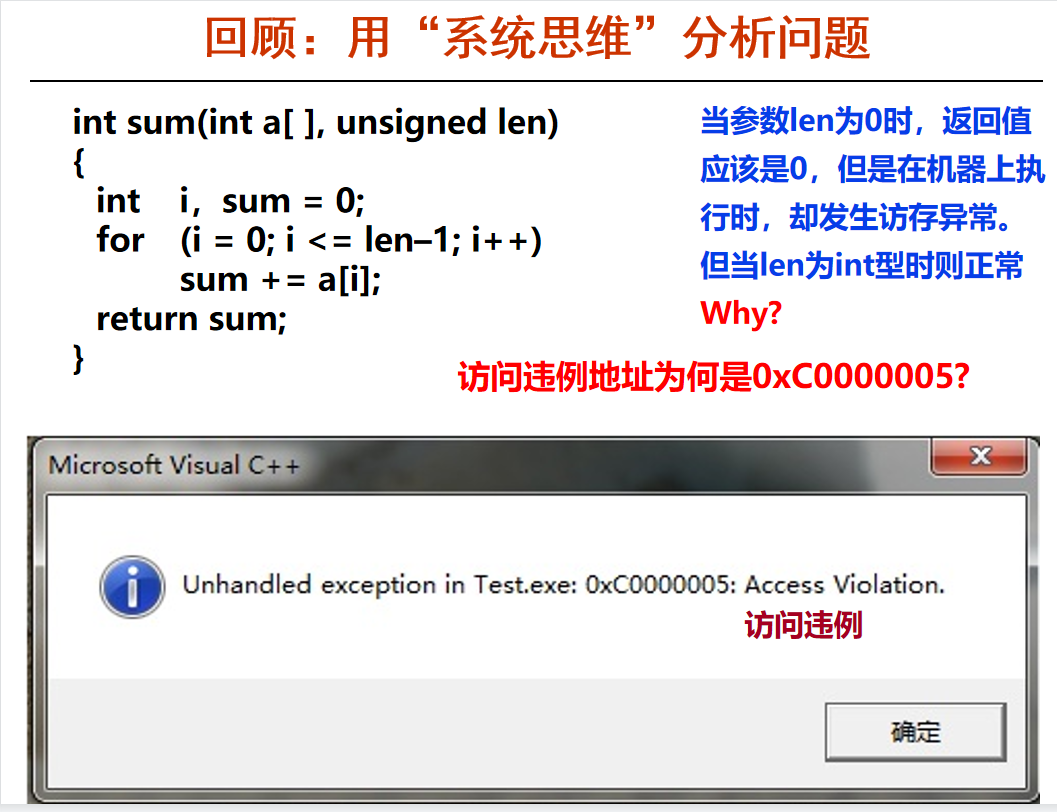 回顾：用“系统思维”分析问题
int sum(int a[ ], unsigned len)
{
int i，sum = 0;
for (i = 0; i <= len–1; i++)
sum += a[i];
return sum;
}
当参数len为0时，返回值
应该是0，但是在机器上执
行时，却发生访存异常。
但当len为int型时则正常
Why?
访问违例地址为何是0xC0000005?
Microsoft Visual C++
Unhandled exception in Test.exe: 0xC0000005: Access Violation.
访问违例
确定